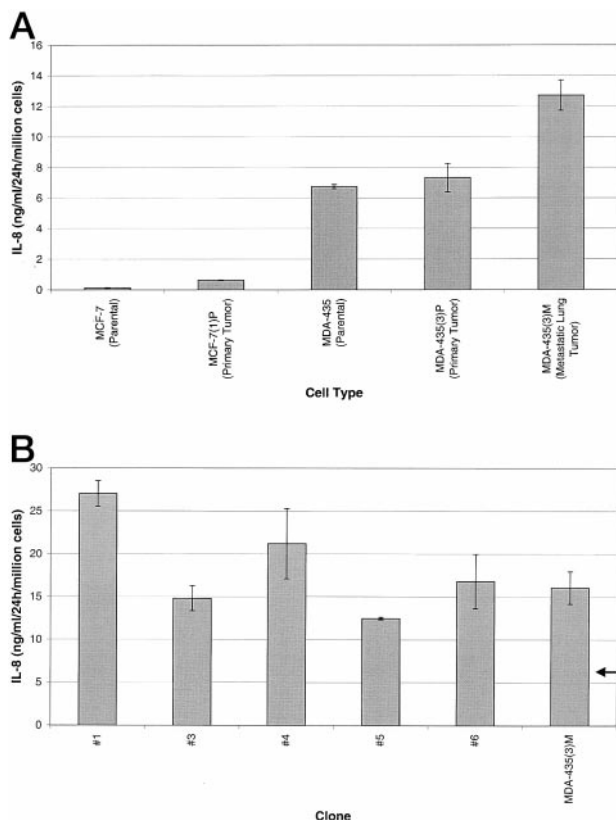 A
IL-8 (ng/ml/24h/million cells)
16
14
12
10
8
6
4
2
0
MCF-7
(Parental)
MCF-7(1)P
(Primary Tumor)
MDA-435
(Parental)
MDA-435(3)P
(Primary Tumor)
MDA-435(3)M
(Metastatic Lung
Tumor)
Cell Type
B
IL-8 (ng/ml/24h/million cells)
30
25
20
15
10
5
0
#1
#3
#4
#5
#6
MDA-435(3)M
Clone